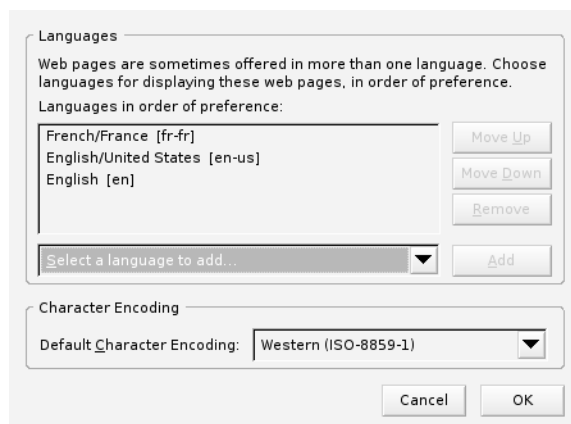 Languages
Web pages are sometimes offered in more than one language. Choose
languages for displaying these web pages, in order of preference.
Languages in order of preference:
French/France [fr-fr]
English/United States [en-us]
English [en]
Move Up
Move Down
Remove
Select a language to add...
Add
Character Encoding
Default Character Encoding: Western (ISO-8859-1)
Cancel OK